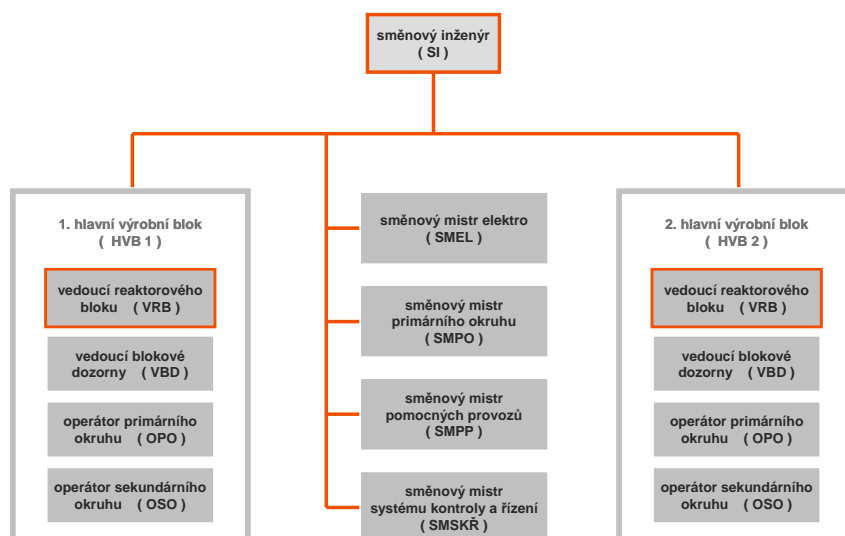 směnový inženýr
( SI )
1. hlavní výrobní blok
( HVB 1 )
vedoucí reaktorového
bloku ( VRB )
vedoucí blokové
dozorny ( VBD )
operátor primárního
okruhu ( OPO )
operátor sekundárního
okruhu ( OSO )
směnový mistr elektro
( SMEL )
směnový mistr
primárního okruhu
( SMPO )
směnový mistr
pomocných provozů
( SMPP )
směnový mistr
systému kontroly a řízení
( SMSKŘ )
2. hlavní výrobní blok
( HVB 2 )
vedoucí reaktorového
bloku ( VRB )
vedoucí blokové
dozorny ( VBD )
operátor primárního
okruhu ( OPO )
operátor sekundárního
okruhu ( OSO )